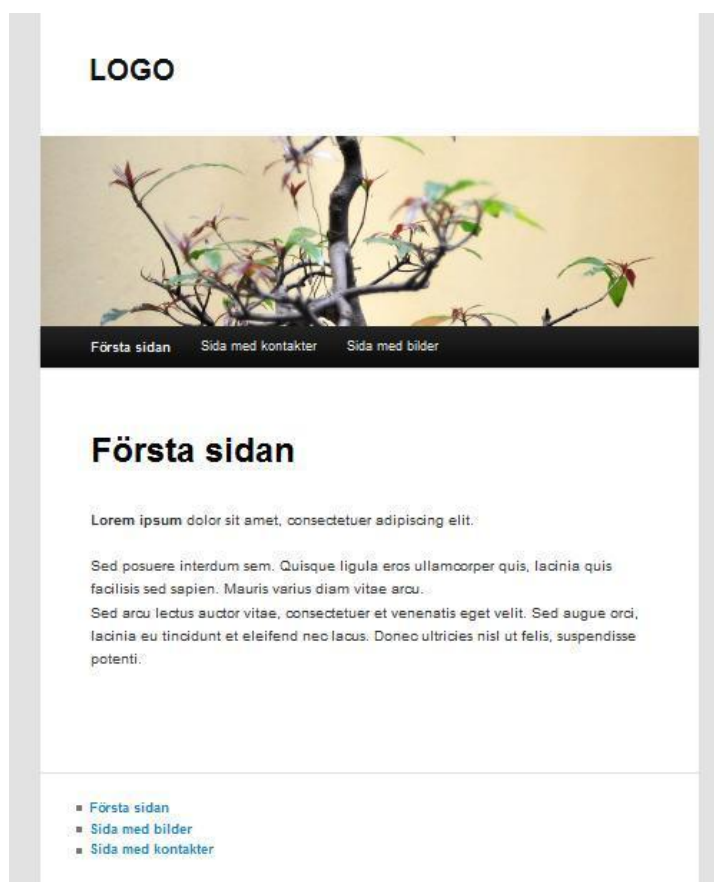 LOGO
Första sidan Sida med kontakter Sida med bilder
Första sidan
Lorem ipsum dolor sit amet, consectetuer adipiscing elit.
Sed posuere interdum sem. Quisque ligula eros ullamcorper quis, lacinia quis
facilisis sed sapien. Mauris varius diam vitae arcu.
Sed arcu lectus auctor vitae, consectetuer et venenatis eget velit. Sed augue orci,
lacinia eu tincidunt et eleifend nec lacus. Donec ultricies nisl ut felis, suspendisse
potenti.
Första sidan
Sida med bilder
Sida med kontakter